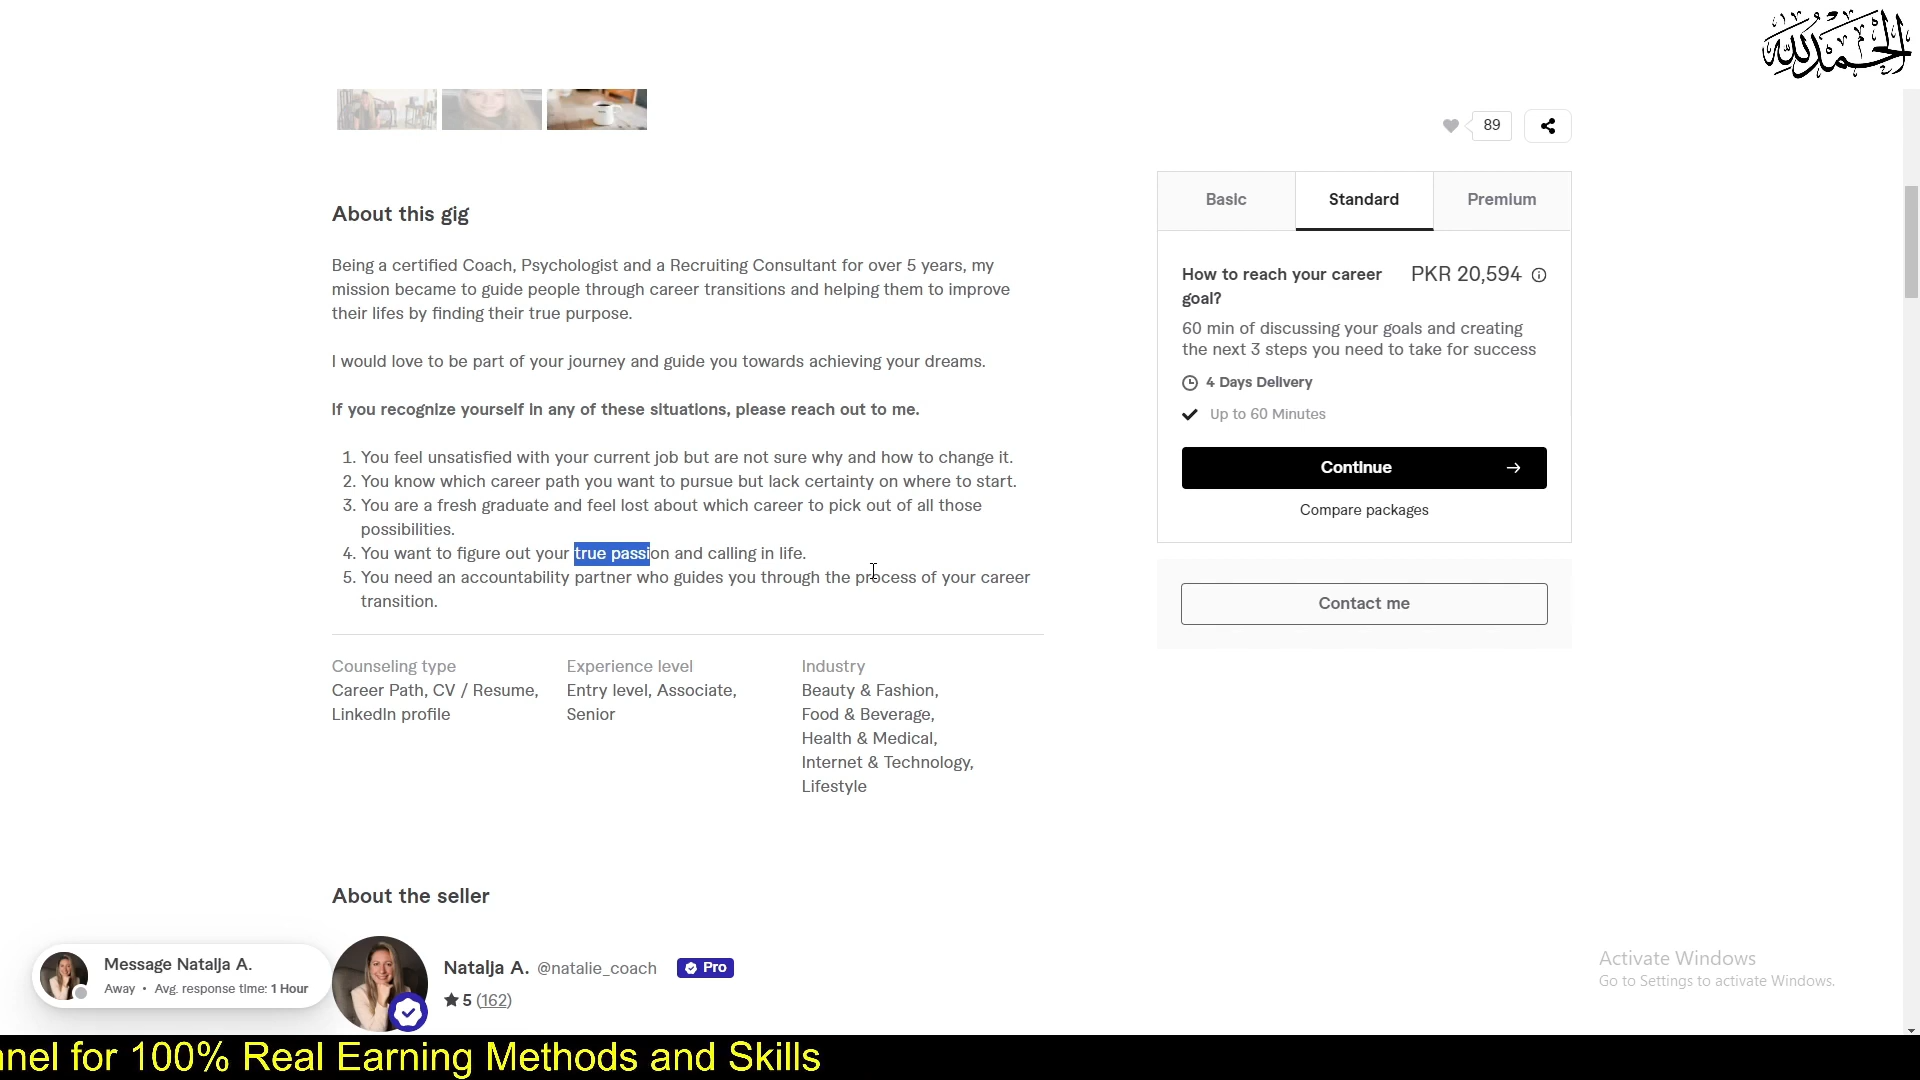 الحمد لله
89
Basic
Standard
Premium
About this gig
Being a certified Coach, Psychologist and a Recruiting Consultant for over 5 years, my
mission became to guide people through career transitions and helping them to improve
their lifes by finding their true purpose.
I would love to be part of your journey and guide you towards achieving your dreams.
If you recognize yourself in any of these situations, please reach out to me.
1. You feel unsatisfied with your current job but are not sure why and how to change it.
2. You know which career path you want to pursue but lack certainty on where to start.
3. You are a fresh graduate and feel lost about which career to pick out of all those
possibilities.
4. You want to figure out your true passion and calling in life.
5. You need an accountability partner who guides you through the process of your career
transition.
How to reach your career
goal?
PKR 20,594
60 min of discussing your goals and creating
the next 3 steps you need to take for success
4 Days Delivery
Up to 60 Minutes
Continue
Compare packages
Contact me
Counseling type
Career Path, CV / Resume,
LinkedIn profile
Experience level
Entry level, Associate,
Senior
Industry
Beauty & Fashion,
Food & Beverage,
Health & Medical,
Internet & Technology,
Lifestyle
About the seller
Natalja A. @natalie_coach Pro
5 (162)
Message Natalja A.
Away • Avg. response time: 1 Hour
Activate Windows
Go to Settings to activate Windows.
nnel for 100% Real Earning Methods and Skills